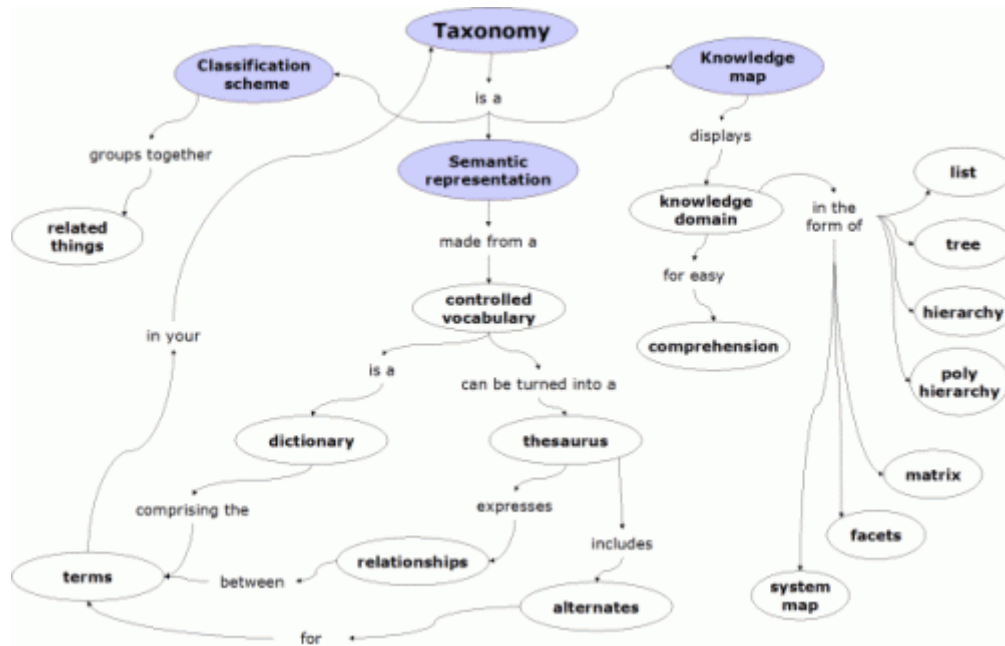 Taxonomy
Classification
scheme
Knowledge
map
is a
displays
groups together
Semantic
representation
list
related
things
knowledge
domain
in the
form of
tree
made from a
for easy
controlled
vocabulary
hierarchy
in your
comprehension
is a
can be turned into a
poly
hierarchy
dictionary
thesaurus
matrix
comprising the
expresses
facets
includes
relationships
terms
between
system
map
alternates
for